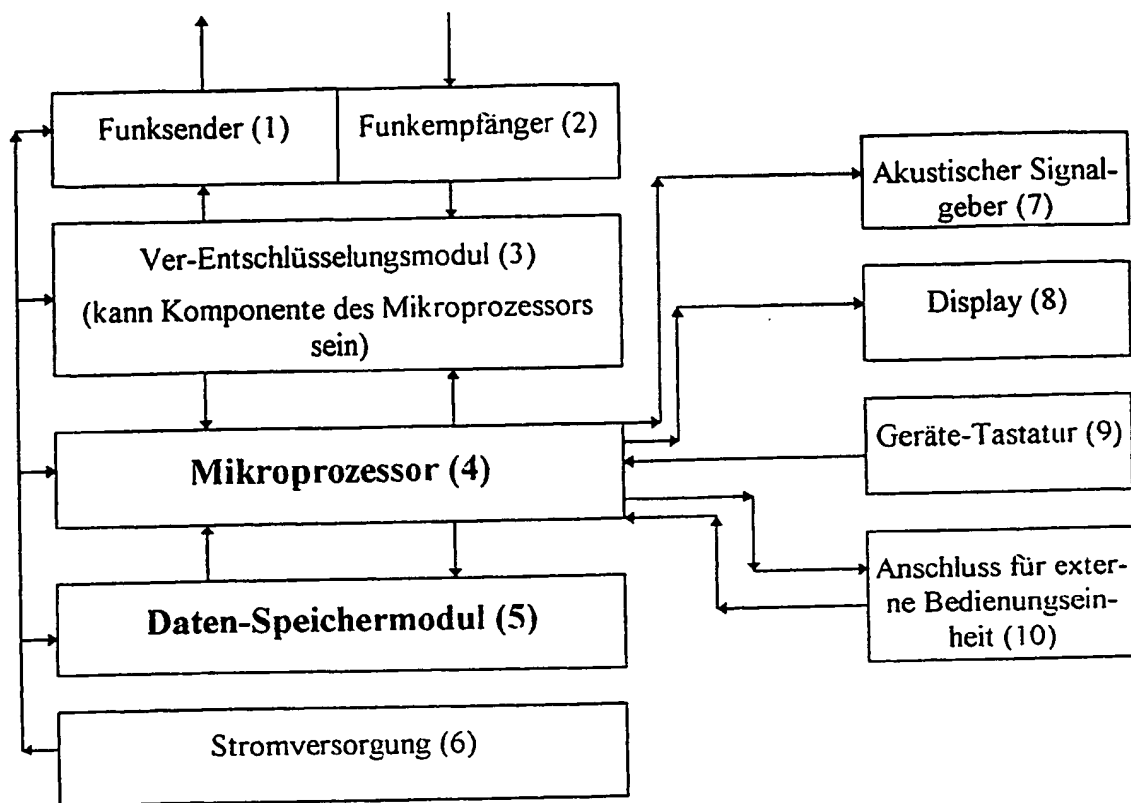 Funksender (1)
Funkempfänger (2)
Ver-Entschlüsselungsmodul (3)
(kann Komponente des Mikroprozessors
sein)
Mikroprozessor (4)
Daten-Speichermodul (5)
Stromversorgung (6)
Akustischer Signal-
geber (7)
Display (8)
Geräte-Tastatur (9)
Anschluss für exter-
ne Bedienungsein-
heit (10)